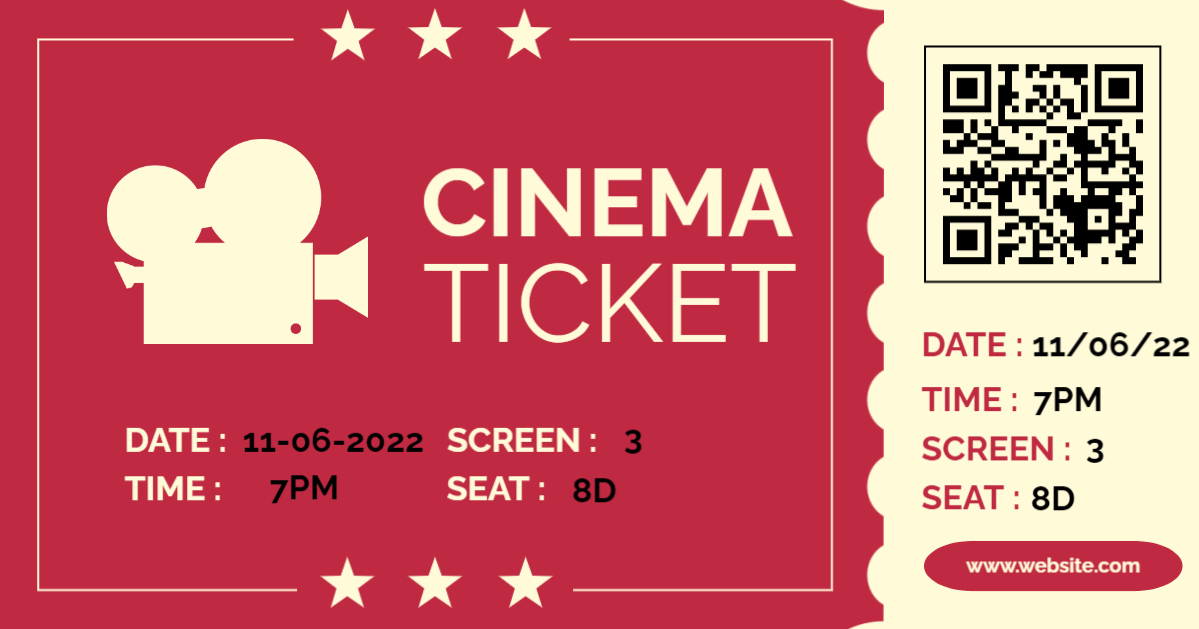 CINEMA
TICKET
DATE : 11-06-2022 SCREEN : 3
TIME : 7PM SEAT : 8D
DATE : 11/06/22
TIME : 7PM
SCREEN : 3
SEAT : 8D
www.website.com